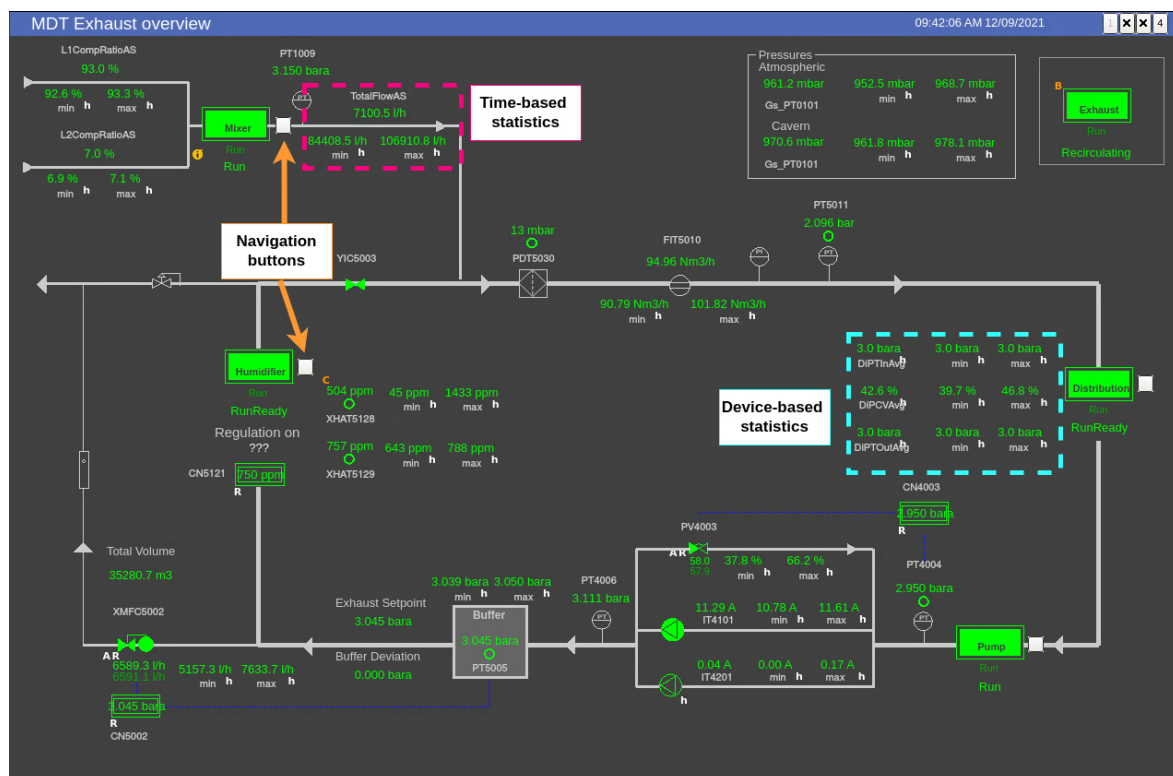 MDT Exhaust overview
09:42:06 AM 12/09/2021
1
4
L1CompRatioAS
93.0 %
92.6 % 93.3 %
min h max h
L2CompRatioAS
7.0 %
6.9 % 7.1 %
min h max h
Mixer
Run
Run
PT1009
3.150 bara
PT
TotalFlowAS
7100.5 l/h
84408.5 l/h 106910.8 l/h
min h max h
Time-based
statistics
Pressures
Atmospheric
961.2 mbar 952.5 mbar 968.7 mbar
min h max h
Gs_PT0101
Cavern
970.6 mbar 961.8 mbar 978.1 mbar
min h max h
Gs_PT0101
B
Exhaust
Run
Recirculating
Navigation
buttons
YIC5003
13 mbar
PDT5030
FIT5010
94.96 Nm3/h
90.79 Nm3/h 101.82 Nm3/h
min h max h
PI
PT5011
2.096 bar
PT
Humidifier
Run
RunReady
Regulation on
???
CN5121
750 ppm
R
C
504 ppm 45 ppm 1433 ppm
min h max h
XHAT5128
757 ppm 643 ppm 788 ppm
min h max h
XHAT5129
Device-based
statistics
3.0 bara 3.0 bara 3.0 bara
DiPTInAvg h min h max h
42.6 % 39.7 % 46.8 %
DiPCVAvg h min h max h
3.0 bara 3.0 bara 3.0 bara
DiPTOutAvg h min h max h
Distribution
Run
RunReady
CN4003
2.950 bara
R
PV4003
AR
58.0
57.9
37.8 % 66.2 %
min h max h
PT4004
2.950 bara
PT
11.29 A 10.78 A 11.61 A
IT4101 min h max h
0.04 A 0.00 A 0.17 A
IT4201 min h max h
h
Pump
Run
Run
PT4006
3.111 bara
PT
3.039 bara 3.050 bara
min h max h
Buffer
3.045 bara
PT5005
Exhaust Setpoint
3.045 bara
Buffer Deviation
0.000 bara
Total Volume
35280.7 m3
XMFC5002
AR
6589.3 l/h
6591.1 l/h
5157.3 l/h 7633.7 l/h
min h max h
3.045 bara
R
CN5002